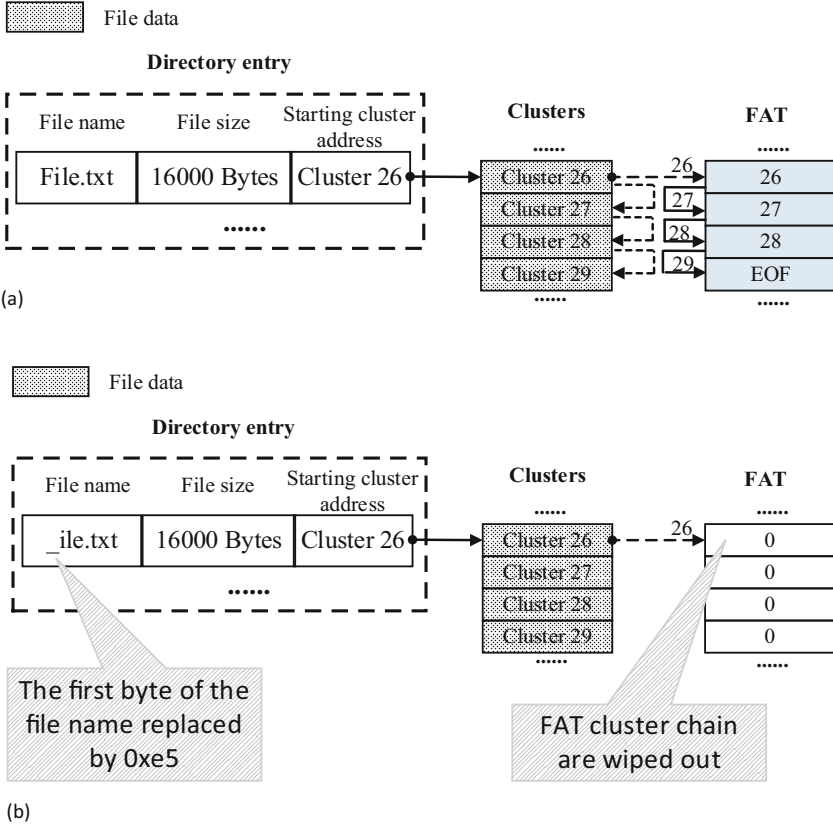 File data
Directory entry
File name File size Starting cluster address
File.txt 16000 Bytes Cluster 26
......
Clusters
......
Cluster 26
Cluster 27
Cluster 28
Cluster 29
......
FAT
......
26
27
28
EOF
......
26
27
28
29
(a)
File data
Directory entry
File name File size Starting cluster address
_ile.txt 16000 Bytes Cluster 26
......
Clusters
......
Cluster 26
Cluster 27
Cluster 28
Cluster 29
......
26
FAT
......
0
0
0
0
......
The first byte of the
file name replaced
by 0xe5
FAT cluster chain
are wiped out
(b)